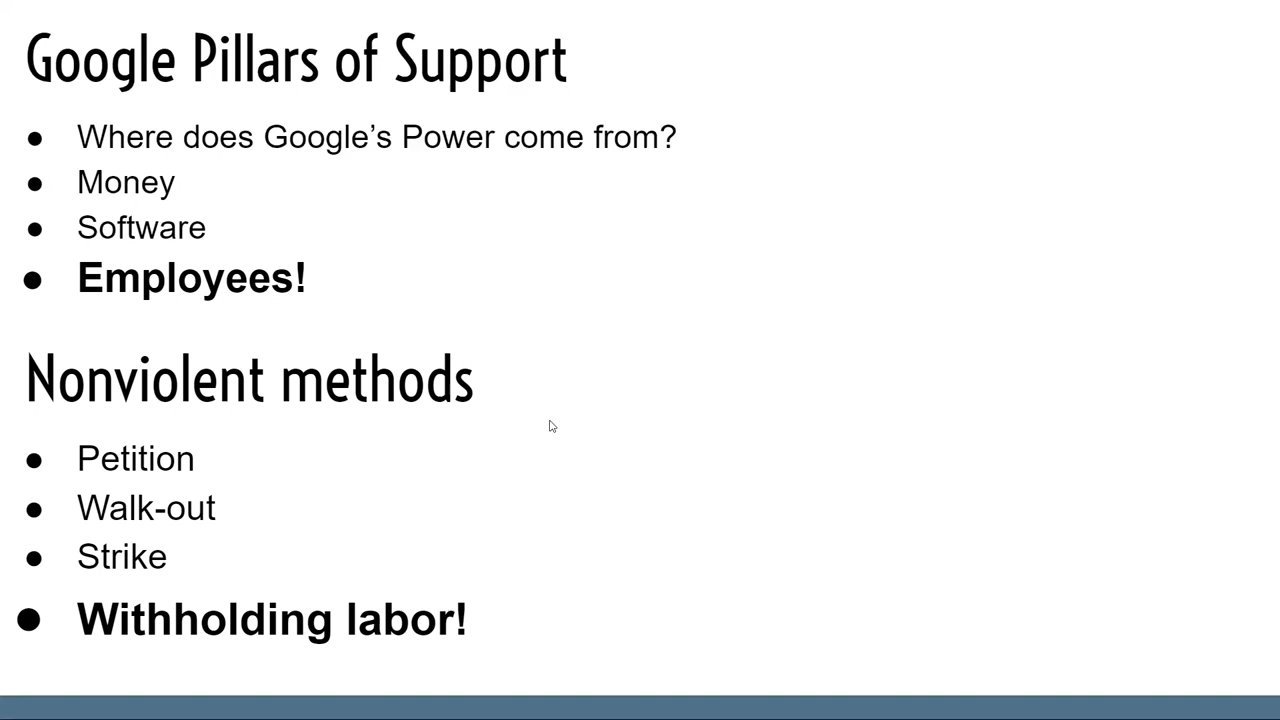 Google Pillars of Support
● Where does Google’s Power come from?
● Money
● Software
● Employees!
Nonviolent methods
● Petition
● Walk-out
● Strike
● Withholding labor!